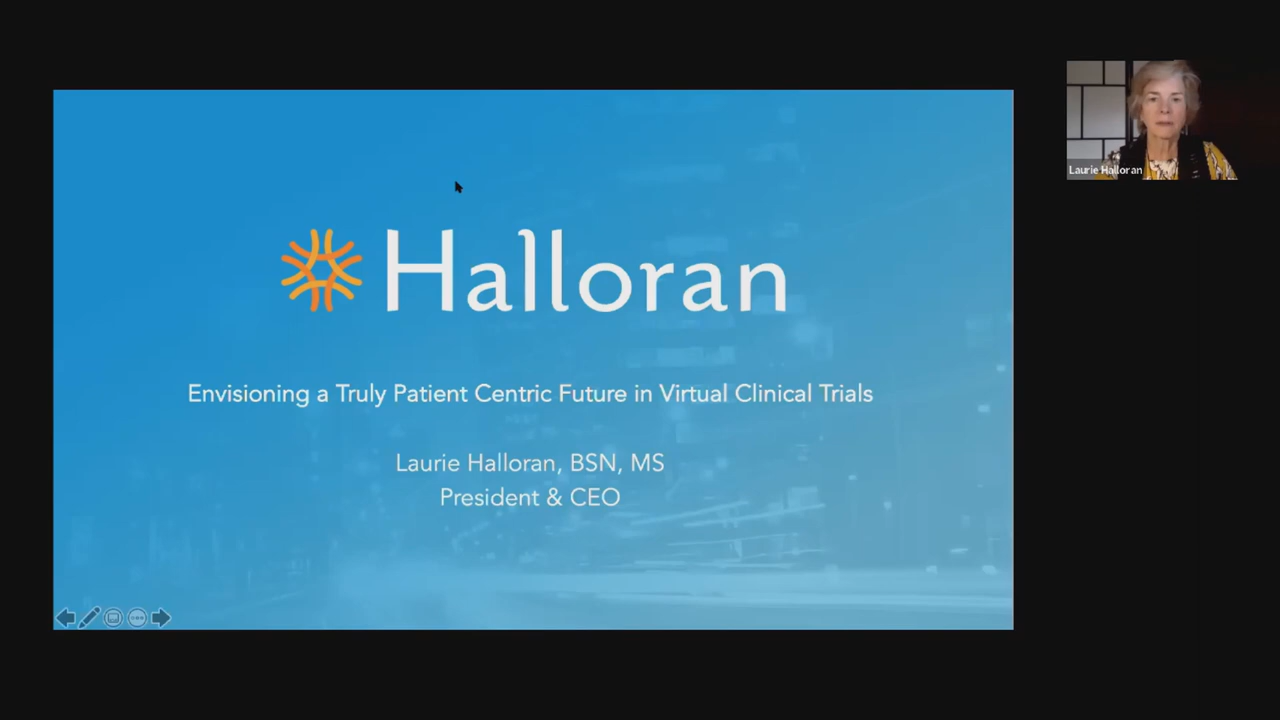 Halloran
Envisioning a Truly Patient Centric Future in Virtual Clinical Trials
Laurie Halloran, BSN, MS
President & CEO
Laurie Halloran